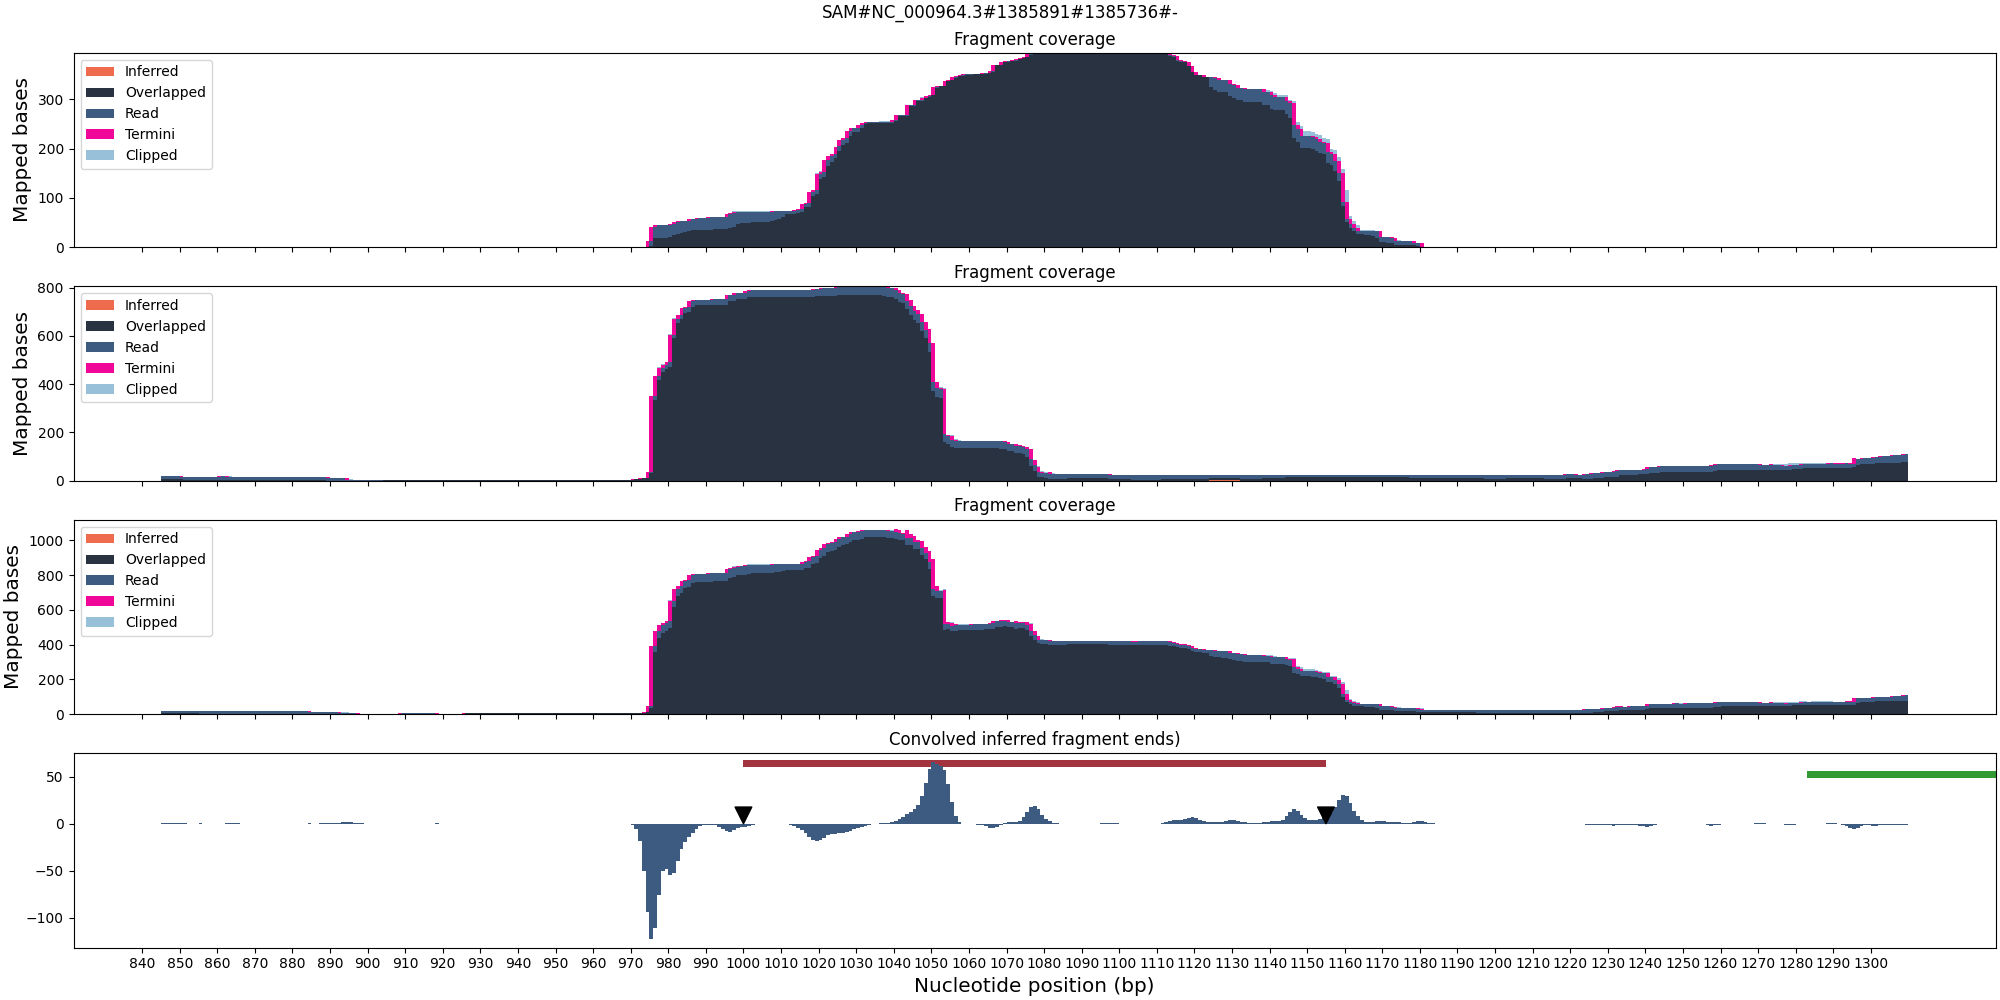 SAM#NC_000964.3#1385891#1385736#-
Fragment coverage
Mapped bases
300
200
100
0
Inferred
Overlapped
Read
Termini
Clipped
Fragment coverage
Mapped bases
800
600
400
200
0
Inferred
Overlapped
Read
Termini
Clipped
Fragment coverage
Mapped bases
1000
800
600
400
200
0
Inferred
Overlapped
Read
Termini
Clipped
Convolved inferred fragment ends)
50
0
−50
−100
840 850 860 870 880 890 900 910 920 930 940 950 960 970 980 990 1000 1010 1020 1030 1040 1050 1060 1070 1080 1090 1100 1110 1120 1130 1140 1150 1160 1170 1180 1190 1200 1210 1220 1230 1240 1250 1260 1270 1280 1290 1300
Nucleotide position (bp)